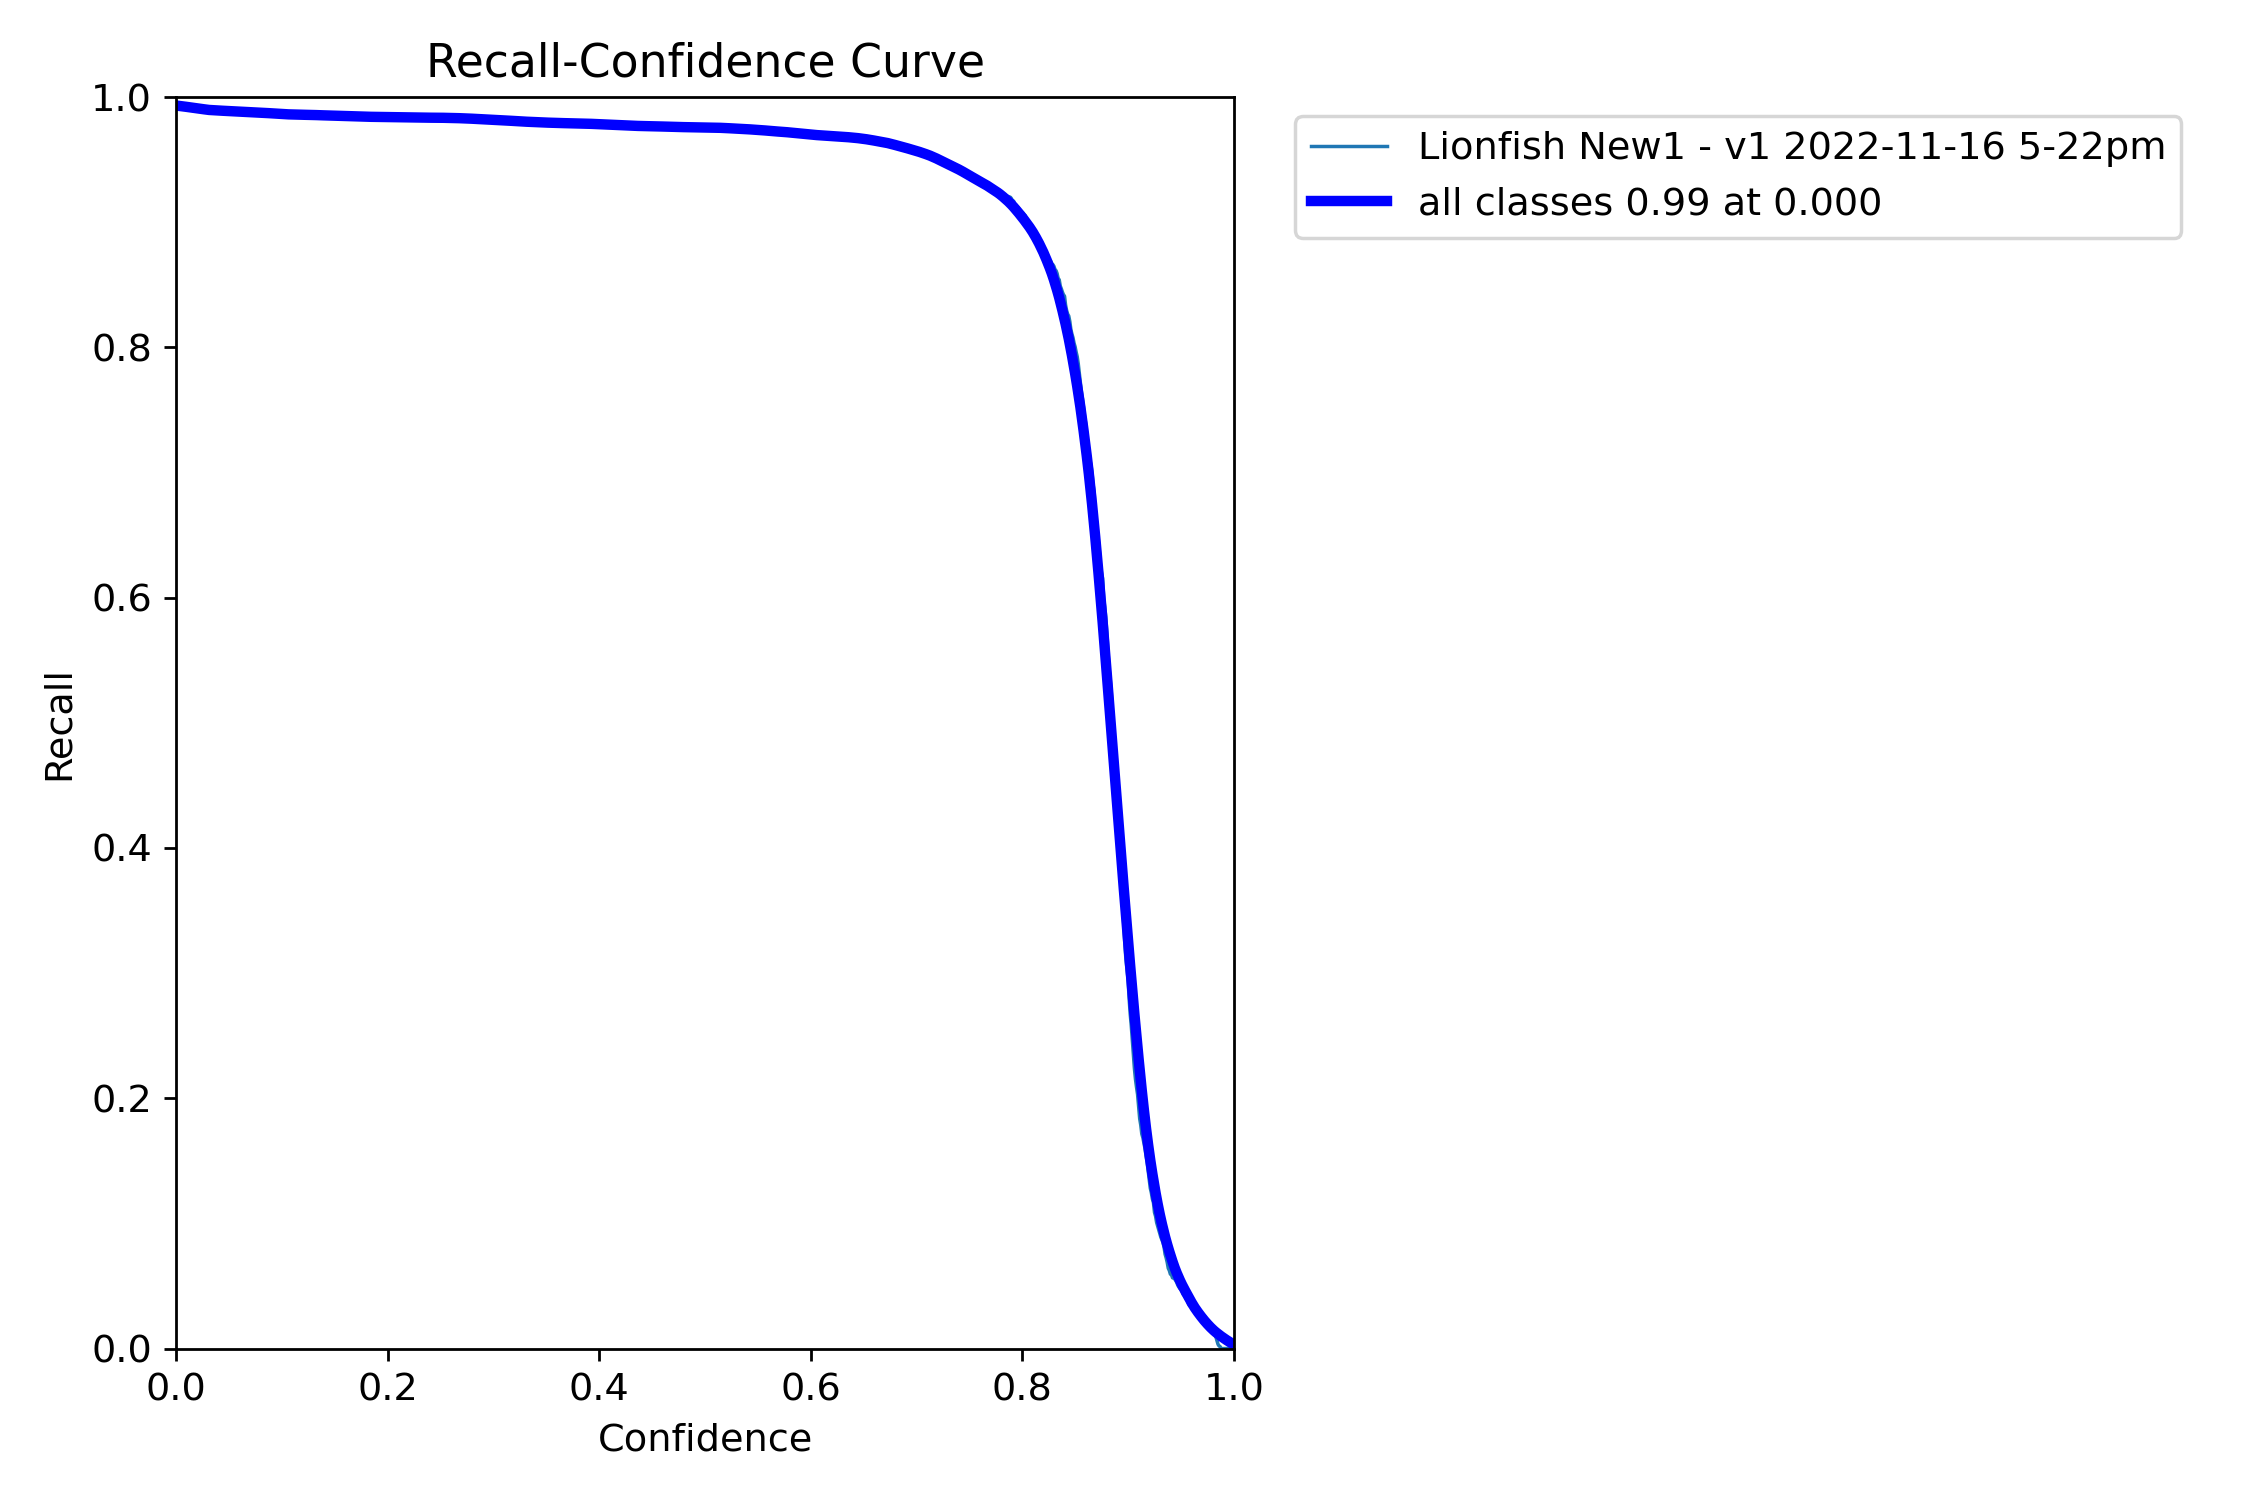 Recall-Confidence Curve
Lionfish New1 - v1 2022-11-16 5-22pm
all classes 0.99 at 0.000
1.0
0.8
0.6
0.4
0.2
0.0
Recall
0.0 0.2 0.4 0.6 0.8 1.0
Confidence